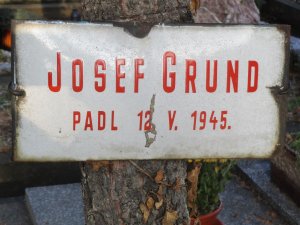 JOSEF GRUND
PADL 12 V. 1945.